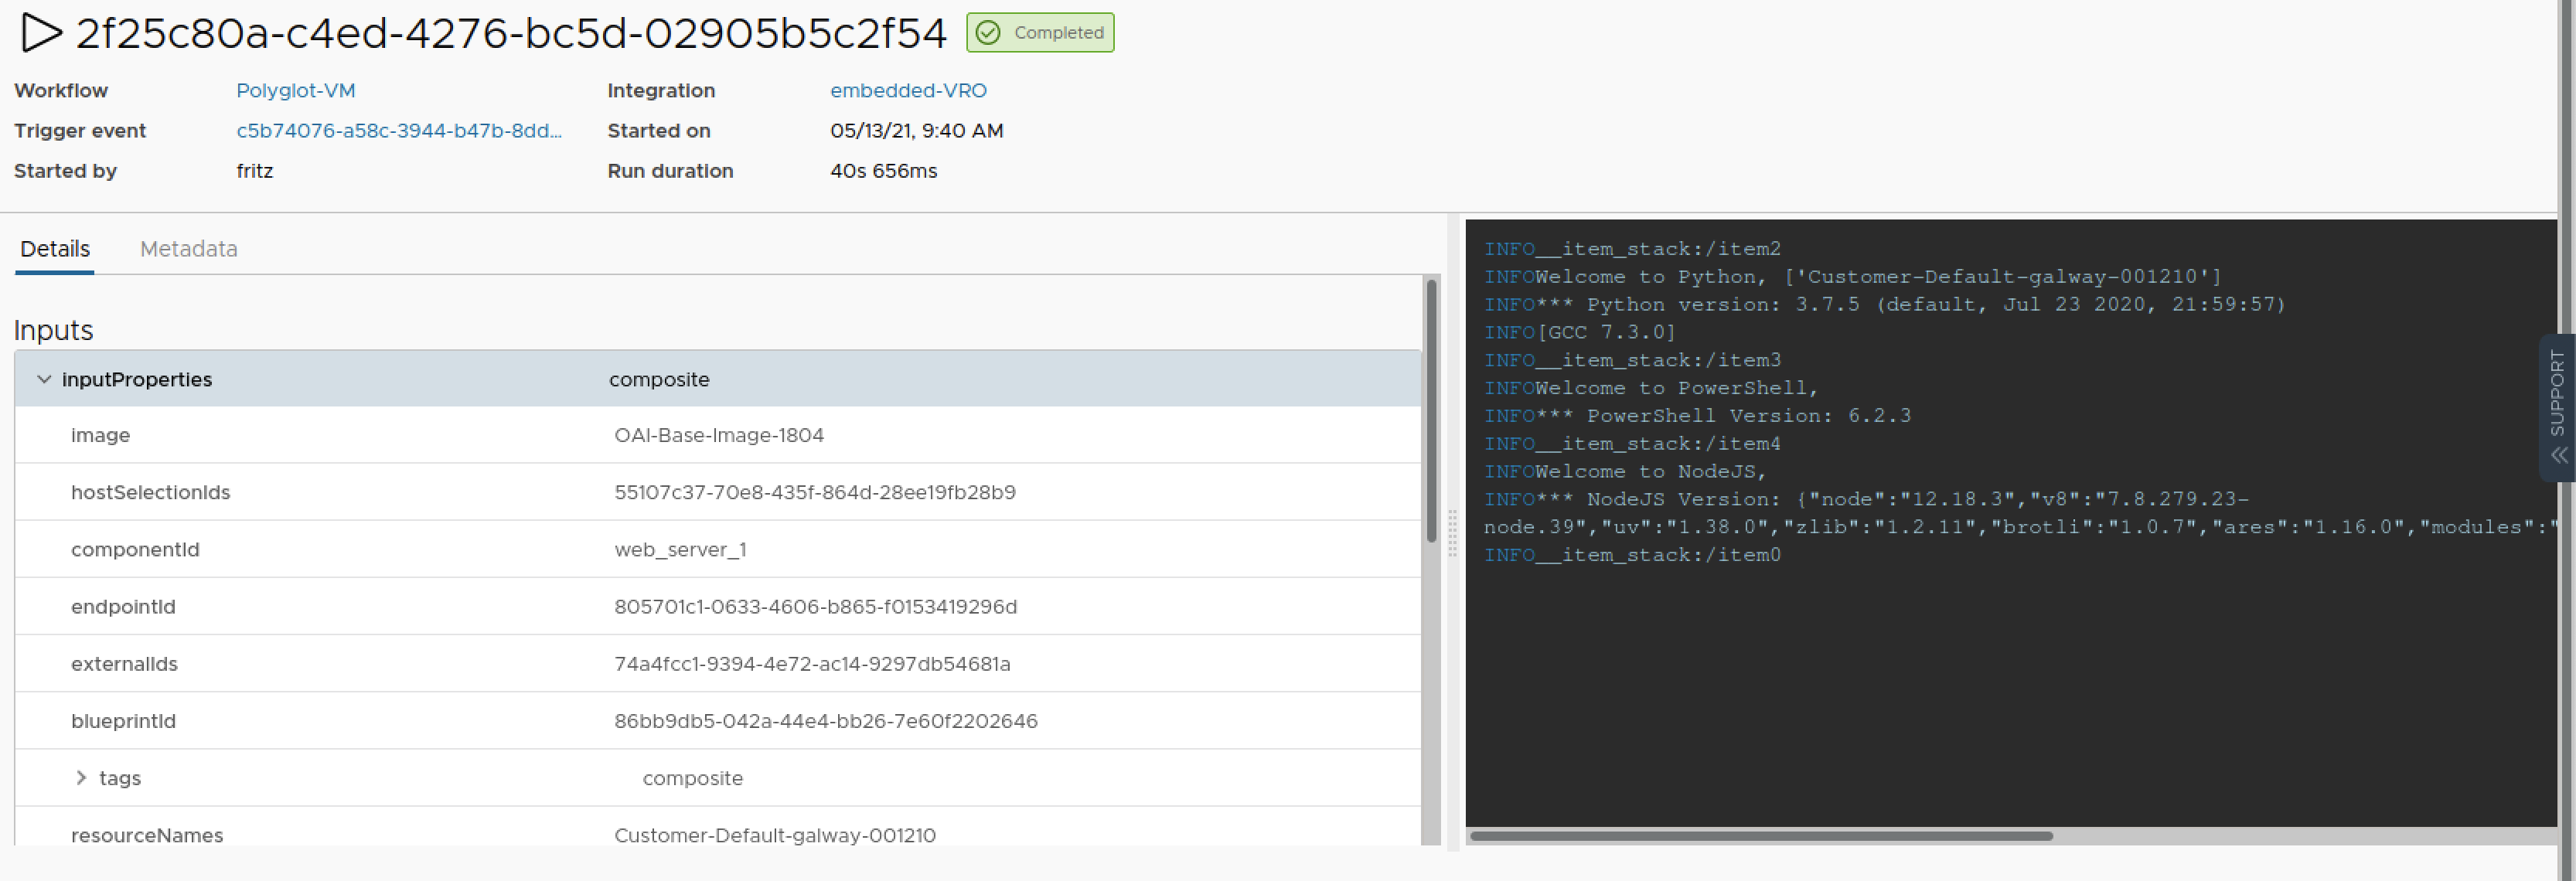 2f25c80a-c4ed-4276-bc5d-02905b5c2f54 Completed
Workflow Polyglot-VM Integration embedded-VRO
Trigger event c5b74076-a58c-3944-b47b-8dd... Started on 05/13/21, 9:40 AM
Started by fritz Run duration 40s 656ms
Details Metadata
Inputs
inputProperties composite
image OAI-Base-Image-1804
hostSelectionIds 55107c37-70e8-435f-864d-28ee19fb28b9
componentId web_server_1
endpointId 805701c1-0633-4606-b865-f0153419296d
externalIds 74a4fcc1-9394-4e72-ac14-9297db54681a
blueprintId 86bb9db5-042a-44e4-bb26-7e60f2202646
tags composite
resourceNames Customer-Default-galway-001210
INFO__item_stack:/item2
INFOWelcome to Python, ['Customer-Default-galway-001210']
INFO*** Python version: 3.7.5 (default, Jul 23 2020, 21:59:57)
INFO[GCC 7.3.0]
INFO__item_stack:/item3
INFOWelcome to PowerShell,
INFO*** PowerShell Version: 6.2.3
INFO__item_stack:/item4
INFOWelcome to NodeJS,
INFO*** NodeJS Version: {"node":"12.18.3","v8":"7.8.279.23-
node.39","uv":"1.38.0","zlib":"1.2.11","brotli":"1.0.7","ares":"1.16.0","modules":"
INFO__item_stack:/item0
SUPPORT